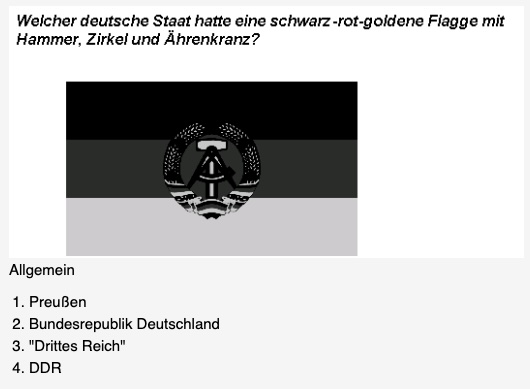 Welcher deutsche Staat hatte eine schwarz-rot-goldene Flagge mit
Hammer, Zirkel und Ährenkranz?
Allgemein
1. Preußen
2. Bundesrepublik Deutschland
3. "Drittes Reich"
4. DDR